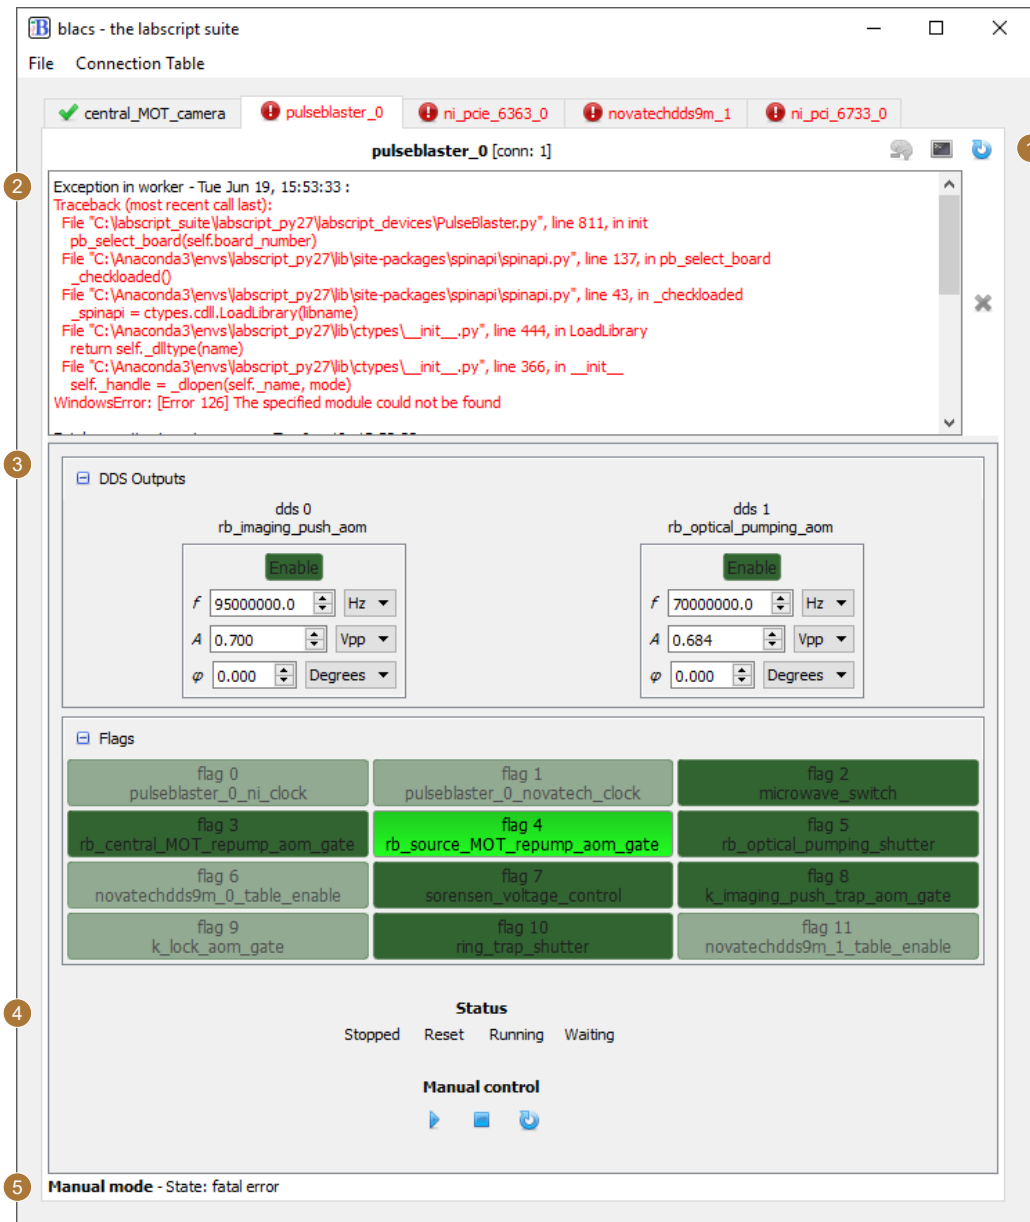 blacs - the labscript suite
File Connection Table
central_MOT_camera pulseblaster_0 ni_pcie_6363_0 novatechdds9m_1 ni_pci_6733_0
pulseblaster_0 [conn: 1]
1
2
Exception in worker - Tue Jun 19, 15:53:33 :
Traceback (most recent call last):
File "C:\labscript_suite\labscript_py27\labscript_devices\PulseBlaster.py", line 811, in init
pb_select_board(self.board_number)
File "C:\Anaconda3\envs\labscript_py27\lib\site-packages\spinapi\spinapi.py", line 137, in pb_select_board
_checkloaded()
File "C:\Anaconda3\envs\labscript_py27\lib\site-packages\spinapi\spinapi.py", line 43, in _checkloaded
_spinapi = ctypes.cdll.LoadLibrary(libname)
File "C:\Anaconda3\envs\labscript_py27\lib\ctypes\__init__.py", line 444, in LoadLibrary
return self._dlltype(name)
File "C:\Anaconda3\envs\labscript_py27\lib\ctypes\__init__.py", line 366, in __init__
self._handle = _dlopen(self._name, mode)
WindowsError: [Error 126] The specified module could not be found
3
DDS Outputs
dds 0 dds 1
rb_imaging_push_aom rb_optical_pumping_aom
Enable Enable
f 95000000.0 Hz f 70000000.0 Hz
A 0.700 Vpp A 0.684 Vpp
φ 0.000 Degrees φ 0.000 Degrees
Flags
flag 0 flag 1 flag 2
pulseblaster_0_ni_clock pulseblaster_0_novatech_clock microwave_switch
flag 3 flag 4 flag 5
rb_central_MOT_repump_aom_gate rb_source_MOT_repump_aom_gate rb_optical_pumping_shutter
flag 6 flag 7 flag 8
novatechdds9m_0_table_enable sorensen_voltage_control k_imaging_push_trap_aom_gate
flag 9 flag 10 flag 11
k_lock_aom_gate ring_trap_shutter novatechdds9m_1_table_enable
4
Status
Stopped Reset Running Waiting
Manual control
5
Manual mode - State: fatal error